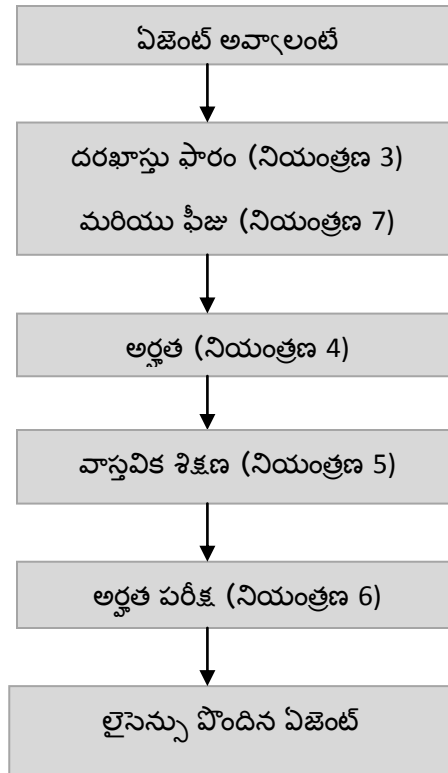 ఏజెంట్ అవ్వాలంటే
దరఖాస్తు ఫారం (నియంత్రణ 3)
మరియు ఫీజు (నియంత్రణ 7)
అర్హత (నియంత్రణ 4)
వాస్తవిక శిక్షణ (నియంత్రణ 5)
అర్హత పరీక్ష (నియంత్రణ 6)
లైసెన్సు పొందిన ఏజెంట్